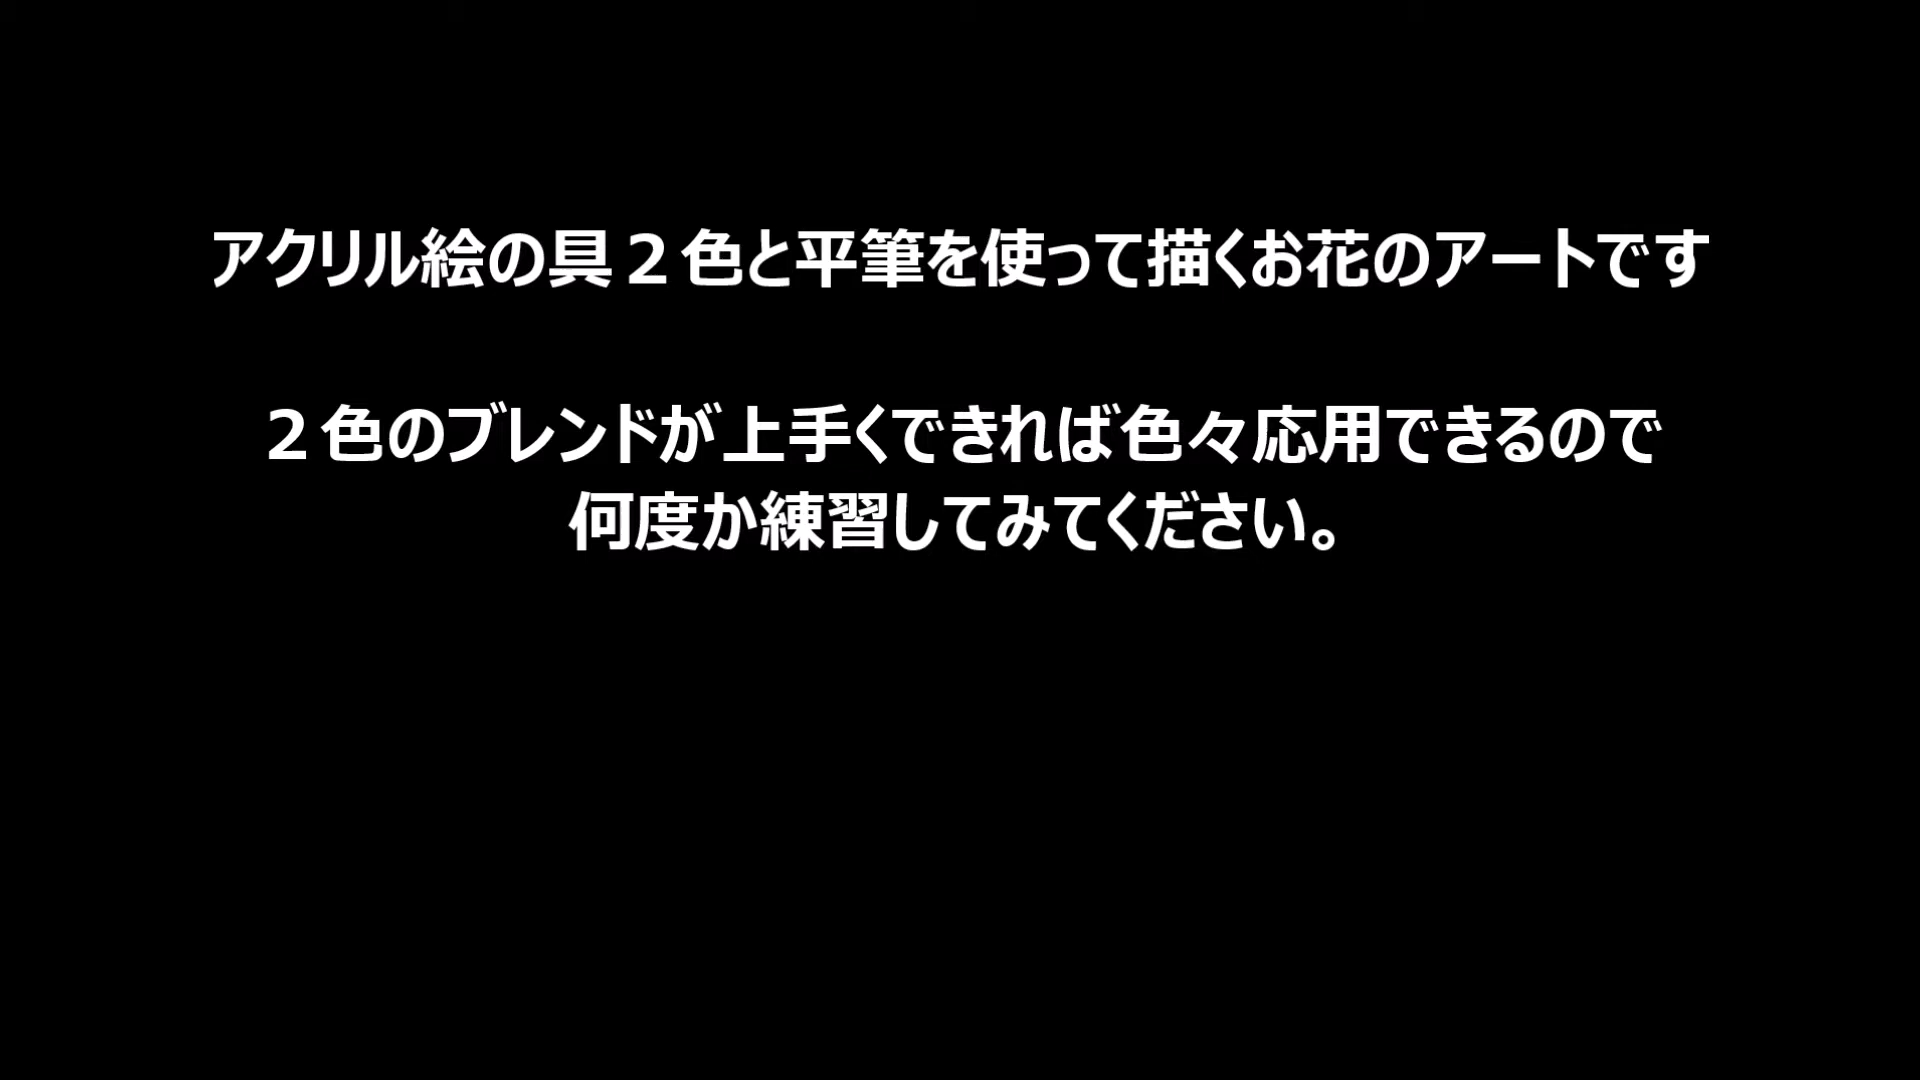 アクリル絵の具２色と平筆を使って描くお花のアートです
２色のブレンドが上手くできれば色々応用できるので
何度か練習してみてください。